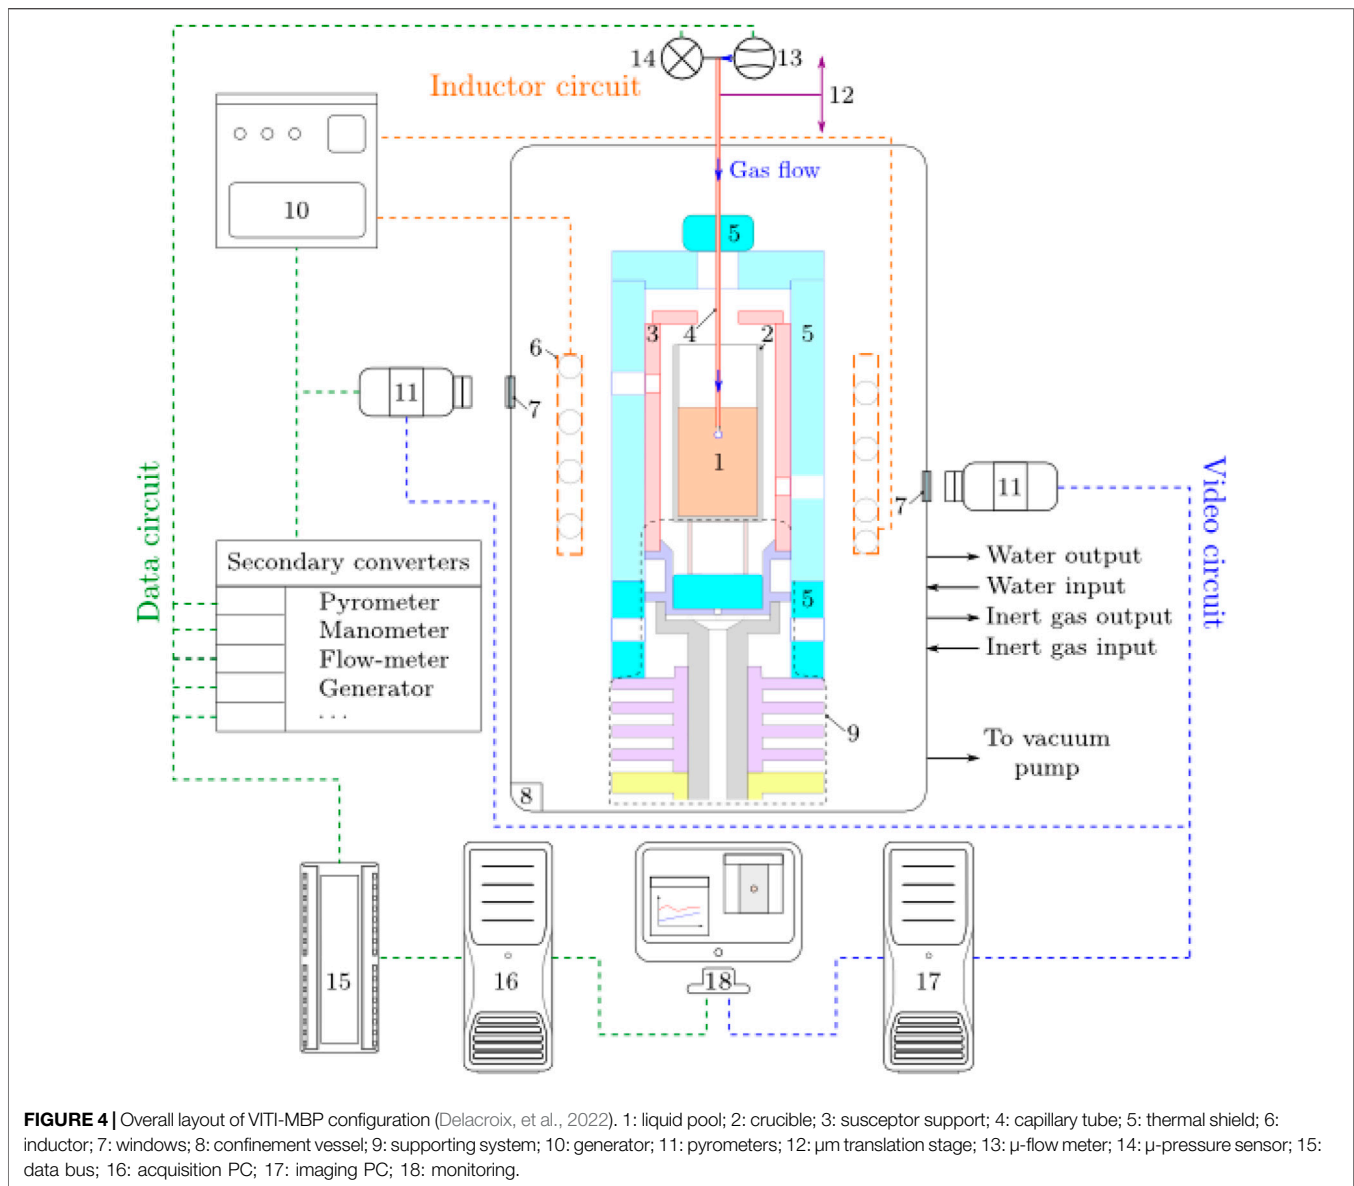 14
13
Inductor circuit
12
Gas flow
10
5
3
4
2
5
6
11
7
1
7
11
Data circuit
Video circuit
Secondary converters
Pyrometer
Manometer
Flow-meter
Generator
. . .
Water output
Water input
Inert gas output
Inert gas input
5
9
To vacuum
pump
8
15
16
18
17
FIGURE 4 | Overall layout of VITI-MBP configuration (Delacroix, et al., 2022). 1: liquid pool; 2: crucible; 3: susceptor support; 4: capillary tube; 5: thermal shield; 6:
inductor; 7: windows; 8: confinement vessel; 9: supporting system; 10: generator; 11: pyrometers; 12: µm translation stage; 13: µ-flow meter; 14: µ-pressure sensor; 15:
data bus; 16: acquisition PC; 17: imaging PC; 18: monitoring.